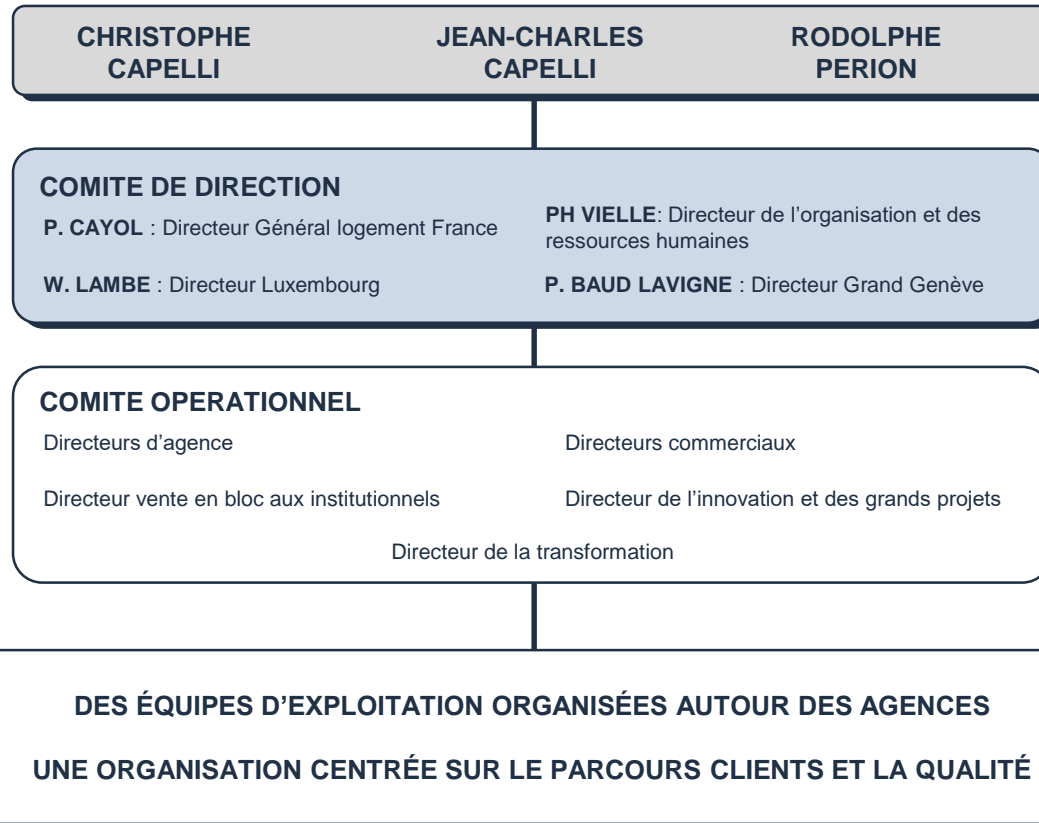 CHRISTOPHE
CAPELLI
JEAN-CHARLES
CAPELLI
RODOLPHE
PERION
COMITE DE DIRECTION
P. CAYOL : Directeur Général logement France
PH VIELLE: Directeur de l’organisation et des
ressources humaines
W. LAMBE : Directeur Luxembourg
P. BAUD LAVIGNE : Directeur Grand Genève
COMITE OPERATIONNEL
Directeurs d’agence
Directeurs commerciaux
Directeur vente en bloc aux institutionnels
Directeur de l’innovation et des grands projets
Directeur de la transformation
DES ÉQUIPES D’EXPLOITATION ORGANISÉES AUTOUR DES AGENCES
UNE ORGANISATION CENTRÉE SUR LE PARCOURS CLIENTS ET LA QUALITÉ